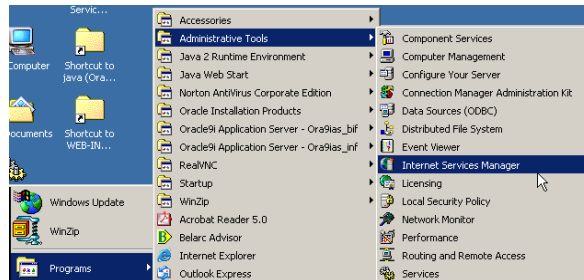 Servic...
Computer
Shortcut to
java (Ora...
ocuments
Shortcut to
WEB-IN...
Windows Update
WinZip
Programs
Accessories
Administrative Tools
Java 2 Runtime Environment
Java Web Start
Norton AntiVirus Corporate Edition
Oracle Installation Products
Oracle9i Application Server - Ora9ias_bif
Oracle9i Application Server - Ora9ias_inf
RealVNC
Startup
WinZip
Acrobat Reader 5.0
Belarc Advisor
Internet Explorer
Outlook Express
Component Services
Computer Management
Configure Your Server
Connection Manager Administration Kit
Data Sources (ODBC)
Distributed File System
Event Viewer
Internet Services Manager
Licensing
Local Security Policy
Network Monitor
Performance
Routing and Remote Access
Services